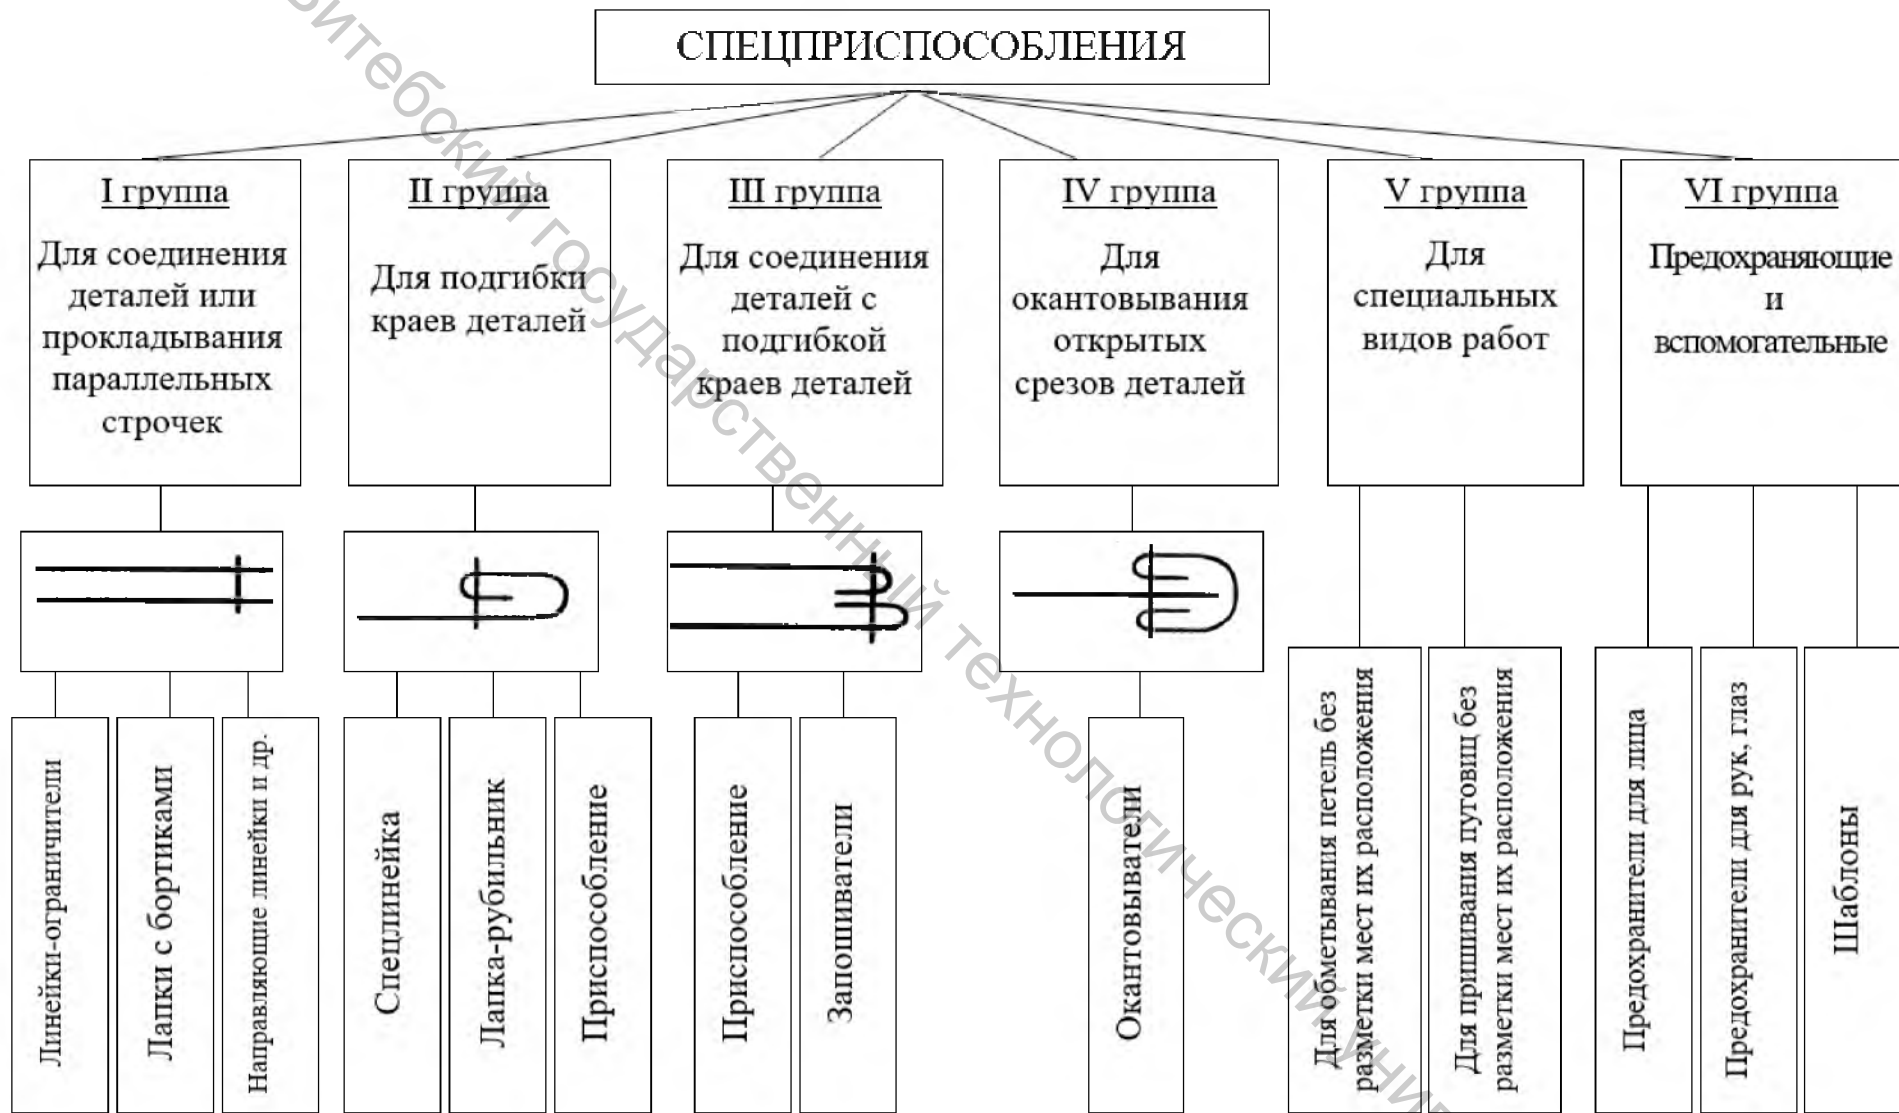 СПЕЦПРИСПОСОБЛЕНИЯ
I группа
Для соединения
деталей или
прокладывания
параллельных
строчек
II группа
Для подгибки
краев деталей
III группа
Для соединения
деталей с
подгибкой
краев деталей
IV группа
Для
окантовывания
открытых
срезов деталей
V группа
Для
специальных
видов работ
VI группа
Предохраняющие
и
вспомогательные
Линейки-ограничители
Лапки с бортиками
Направляющие линейки и др.
Спецлинейка
Лапка-рубильник
Приспособление
Приспособление
Запошиватели
Окантовыватели
Для обметывания петель без
разметки мест их расположения
Для пришивания пуговиц без
разметки мест их расположения
Предохранители для лица
Предохранители для рук, глаз
Шаблоны
государственный технологический